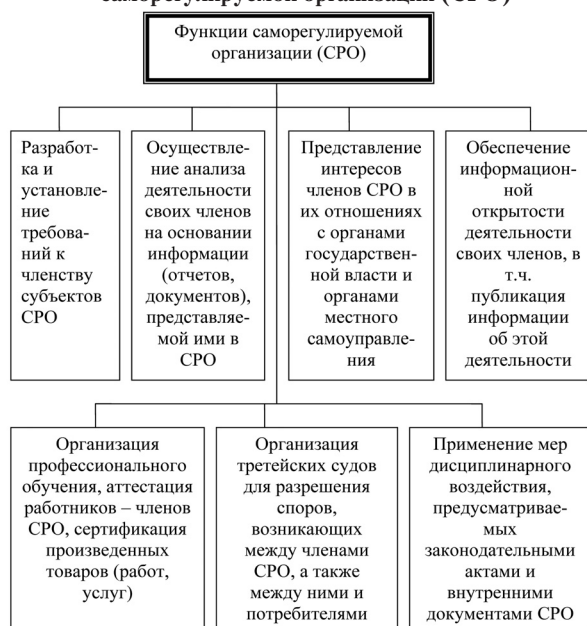 саморегулируемой организации (СРО)
Функции саморегулируемой
организации (СРО)
Разработ-
ка и
установле-
ние
требова-
ний к
членству
субъектов
СРО
Осуществле-
ние анализа
деятельности
своих членов
на основании
информации
(отчетов,
документов),
представляе-
мой ими в
СРО
Представление
интересов
членов СРО в
их отношениях
с органами
государствен-
ной власти и
органами
местного
самоуправле-
ния
Обеспечение
информацион-
ной
открытости
деятельности
своих членов, в
т.ч.
публикация
информации
об этой
деятельности
Организация
профессионального
обучения, аттестация
работников – членов
СРО, сертификация
произведенных
товаров (работ,
услуг)
Организация
третейских судов
для разрешения
споров,
возникающих
между членами
СРО, а также
между ними и
потребителями
Применение мер
дисциплинарного
воздействия,
предусматривае-
мых
законодательными
актами и
внутренними
документами СРО